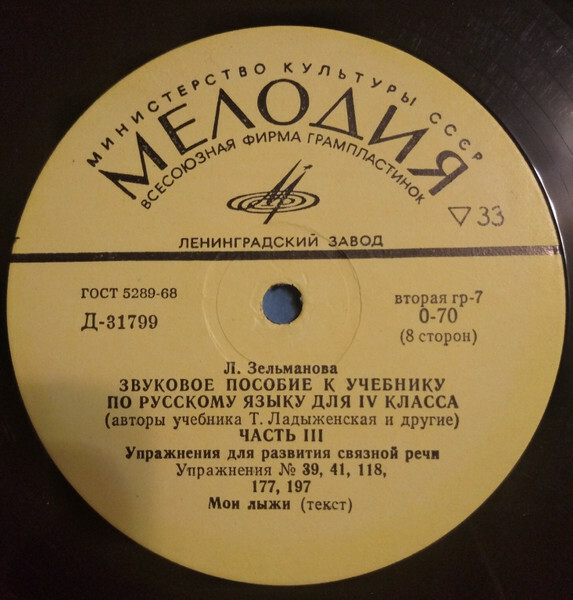 МИНИСТЕРСТВО КУЛЬТУРЫ СССР
МЕЛОДИЯ
ВСЕСОЮЗНАЯ ФИРМА ГРАМПЛАСТИНОК
▽ 33
ЛЕНИНГРАДСКИЙ ЗАВОД
ГОСТ 5289-68
Д-31799
вторая гр-7
0-70
(8 сторон)
Л. Зельманова
ЗВУКОВОЕ ПОСОБИЕ К УЧЕБНИКУ
ПО РУССКОМУ ЯЗЫКУ ДЛЯ IV КЛАССА
(авторы учебника Т. Ладыженская и другие)
ЧАСТЬ III
Упражнения для развития связной речи
Упражнения № 39, 41, 118,
177, 197
Мои лыжи (текст)